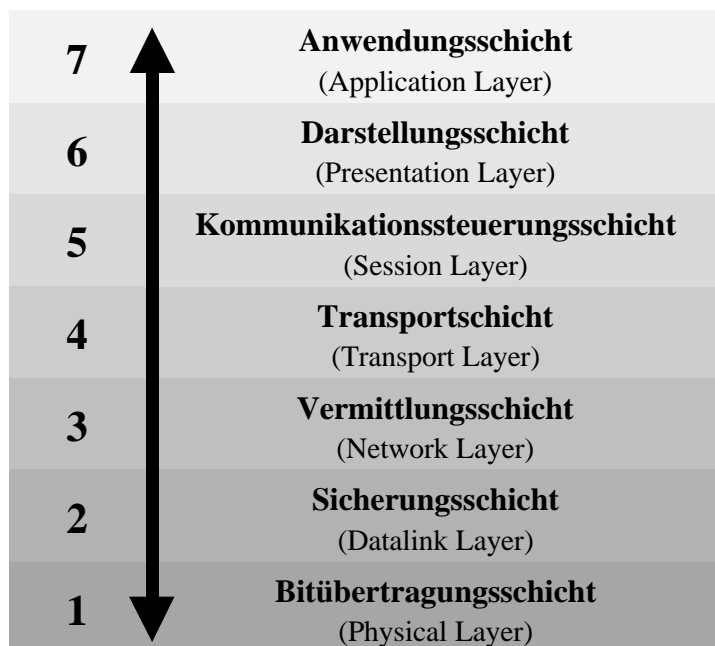 7
Anwendungsschicht
(Application Layer)
6
Darstellungsschicht
(Presentation Layer)
5
Kommunikationssteuerungsschicht
(Session Layer)
4
Transportschicht
(Transport Layer)
3
Vermittlungsschicht
(Network Layer)
2
Sicherungsschicht
(Datalink Layer)
1
Bitübertragungsschicht
(Physical Layer)